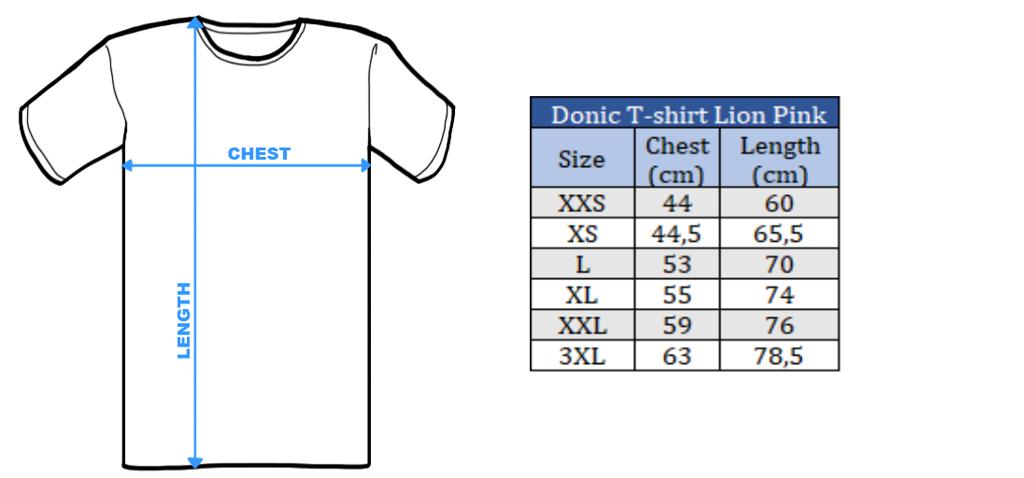 CHEST
LENGTH
Donic T-shirt Lion Pink
Size Chest (cm) Length (cm)
XXS 44 60
XS 44,5 65,5
L 53 70
XL 55 74
XXL 59 76
3XL 63 78,5